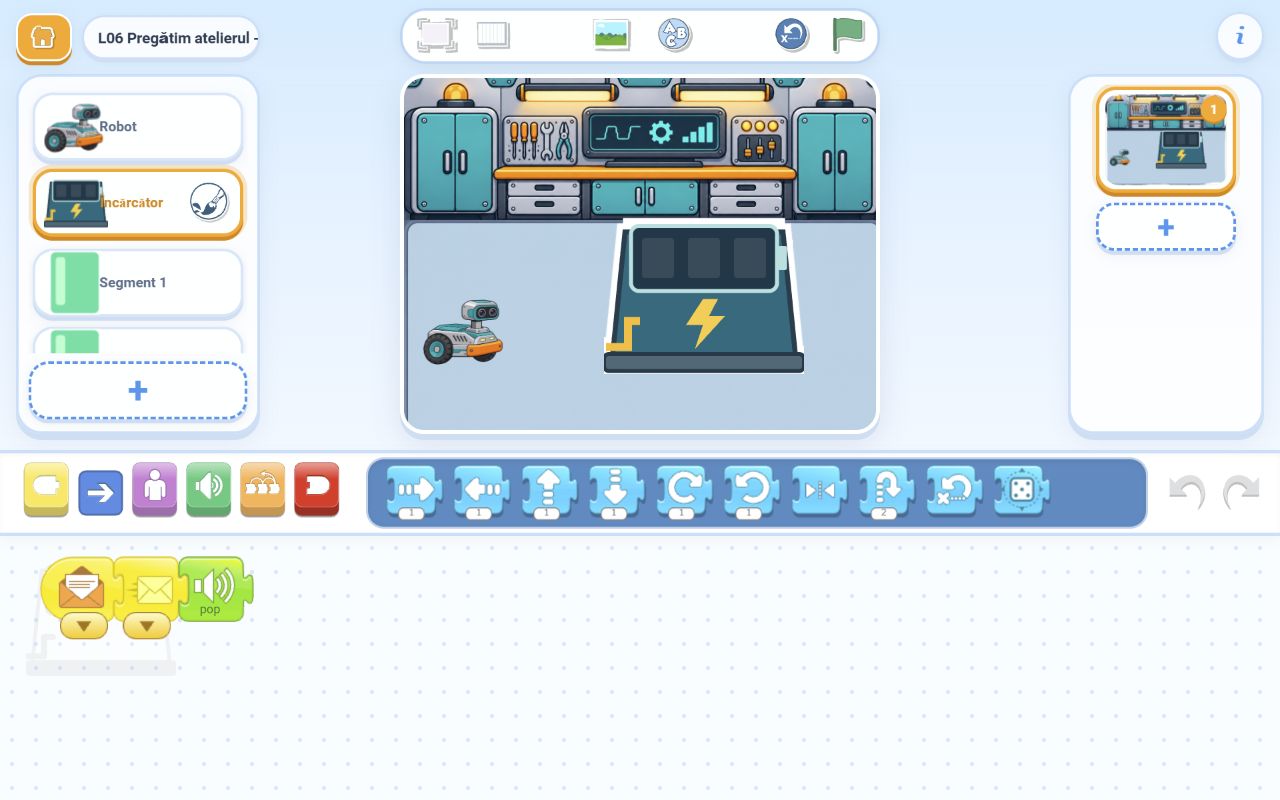 L06 Pregătim atelierul -
i
Robot
Încărcător
Segment 1
1
A
B
C
1
1
1
1
1
1
2
pop